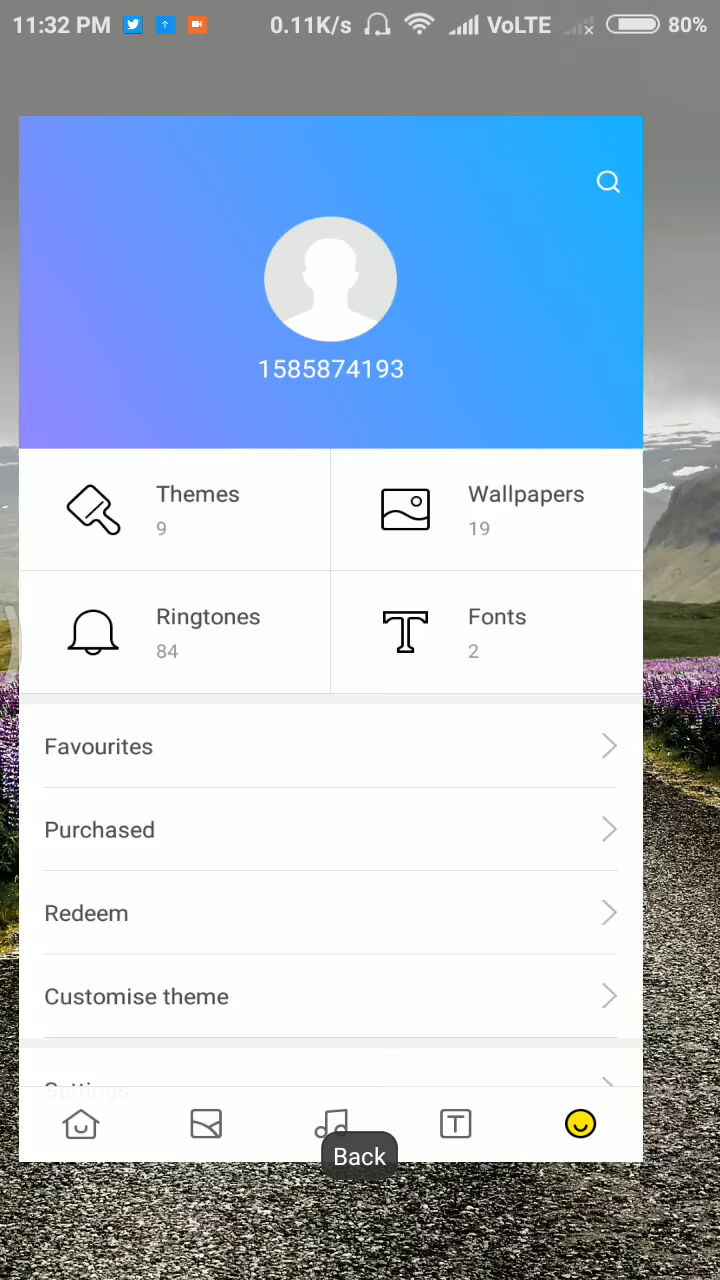 11:32 PM 0.11K/s VoLTE 80%
1585874193
Themes
9
Wallpapers
19
Ringtones
84
Fonts
2
Favourites
Purchased
Redeem
Customise theme
Settings
Back